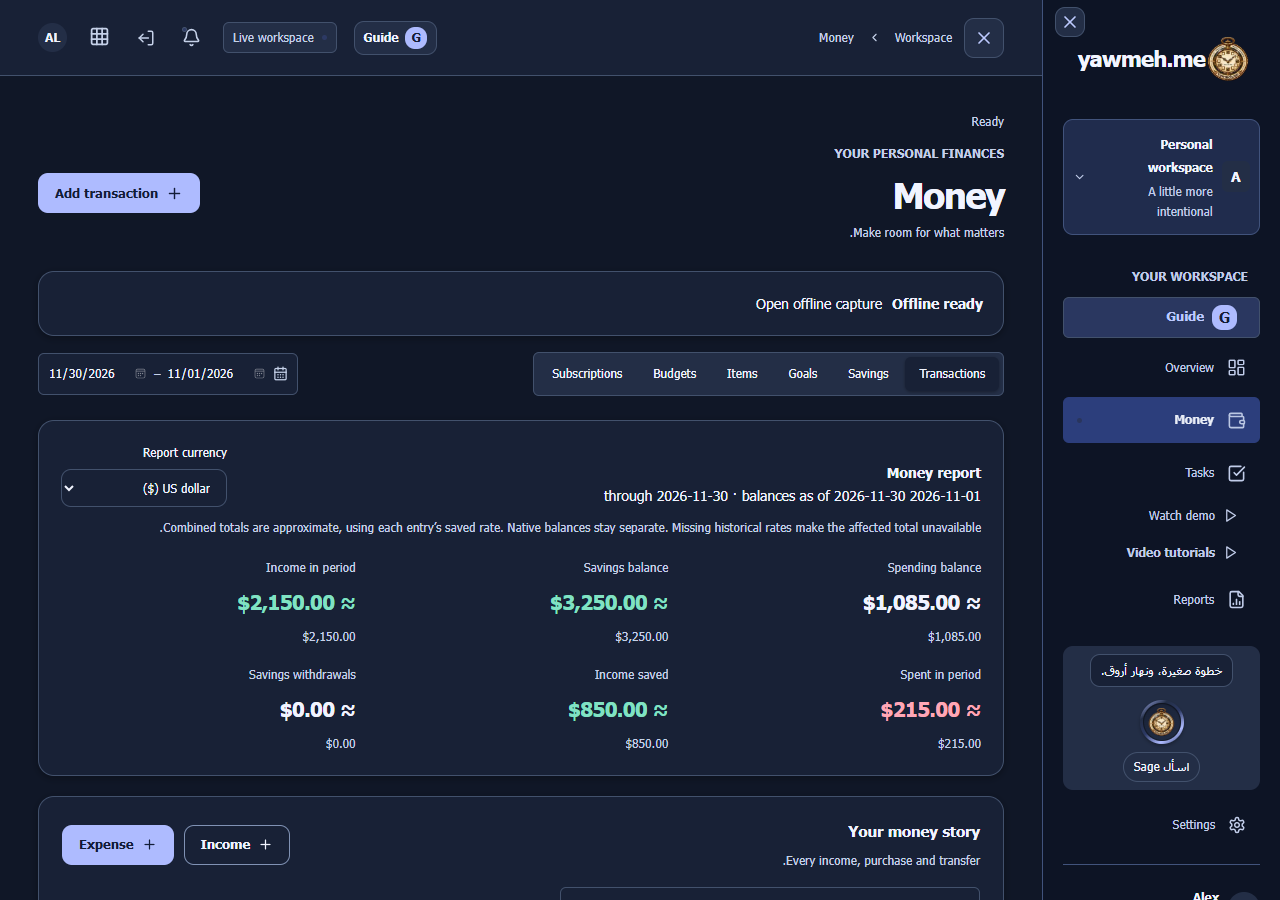 yawmeh.me
Personal workspace
A little more intentional
A
YOUR WORKSPACE
Guide G
Overview
Money
Tasks
Watch demo
Video tutorials
Reports
خطوة صغيرة، ونهار أروق.
اسأل Sage
Settings
Alex
Workspace
Money
Guide G
Live workspace
AL
Ready
YOUR PERSONAL FINANCES
Money
.Make room for what matters
Add transaction +
Open offline capture Offline ready
Transactions
Savings
Goals
Items
Budgets
Subscriptions
11/30/2026 – 11/01/2026
Money report
through 2026-11-30 · balances as of 2026-11-30 2026-11-01
Report currency
($) US dollar
.Combined totals are approximate, using each entry’s saved rate. Native balances stay separate. Missing historical rates make the affected total unavailable
Spending balance
$1,085.00 ≈
$1,085.00
Savings balance
$3,250.00 ≈
$3,250.00
Income in period
$2,150.00 ≈
$2,150.00
Spent in period
$215.00 ≈
$215.00
Income saved
$850.00 ≈
$850.00
Savings withdrawals
$0.00 ≈
$0.00
Your money story
.Every income, purchase and transfer
Income +
Expense +